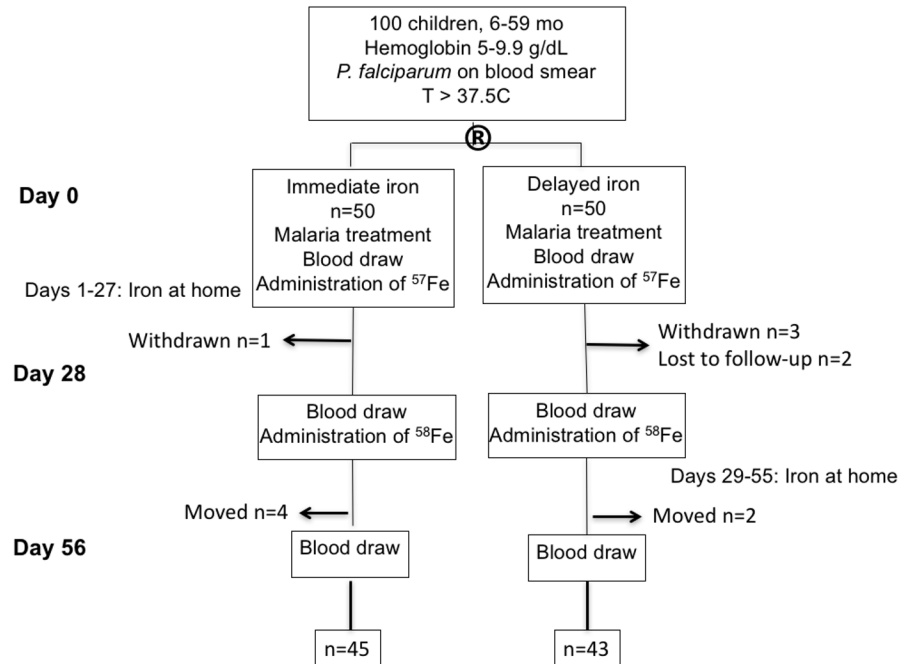 100 children, 6-59 mo
Hemoglobin 5-9.9 g/dL
P. falciparum on blood smear
T > 37.5C
®
Day 0
Immediate iron
n=50
Malaria treatment
Blood draw
Administration of ⁵⁷Fe
Delayed iron
n=50
Malaria treatment
Blood draw
Administration of ⁵⁷Fe
Days 1-27: Iron at home
Withdrawn n=1
Withdrawn n=3
Lost to follow-up n=2
Day 28
Blood draw
Administration of ⁵⁸Fe
Blood draw
Administration of ⁵⁸Fe
Days 29-55: Iron at home
Moved n=4
Moved n=2
Day 56
Blood draw
Blood draw
n=45
n=43